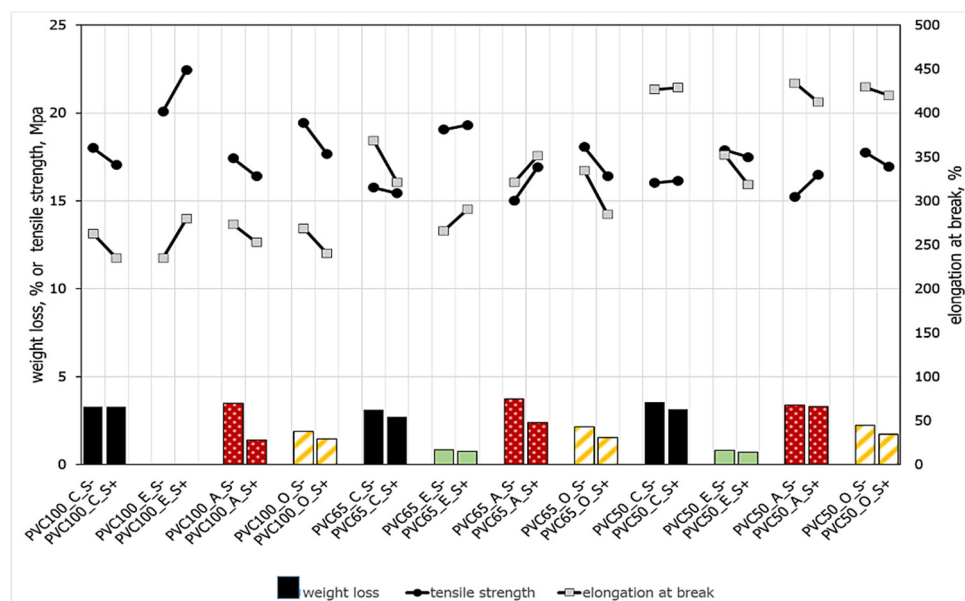 weight loss, % or  tensile strength, Mpa
25
20
15
10
5
0
500
450
400
350
300
250
200
150
100
50
0
elongation at break, %
PVC100_C_S-
PVC100_C_S+
PVC100_E_S-
PVC100_E_S+
PVC100_A_S-
PVC100_A_S+
PVC100_O_S-
PVC100_O_S+
PVC65_C_S-
PVC65_C_S+
PVC65_E_S-
PVC65_E_S+
PVC65_A_S-
PVC65_A_S+
PVC65_O_S-
PVC65_O_S+
PVC50_C_S-
PVC50_C_S+
PVC50_E_S-
PVC50_E_S+
PVC50_A_S-
PVC50_A_S+
PVC50_O_S-
PVC50_O_S+
weight loss tensile strength elongation at break